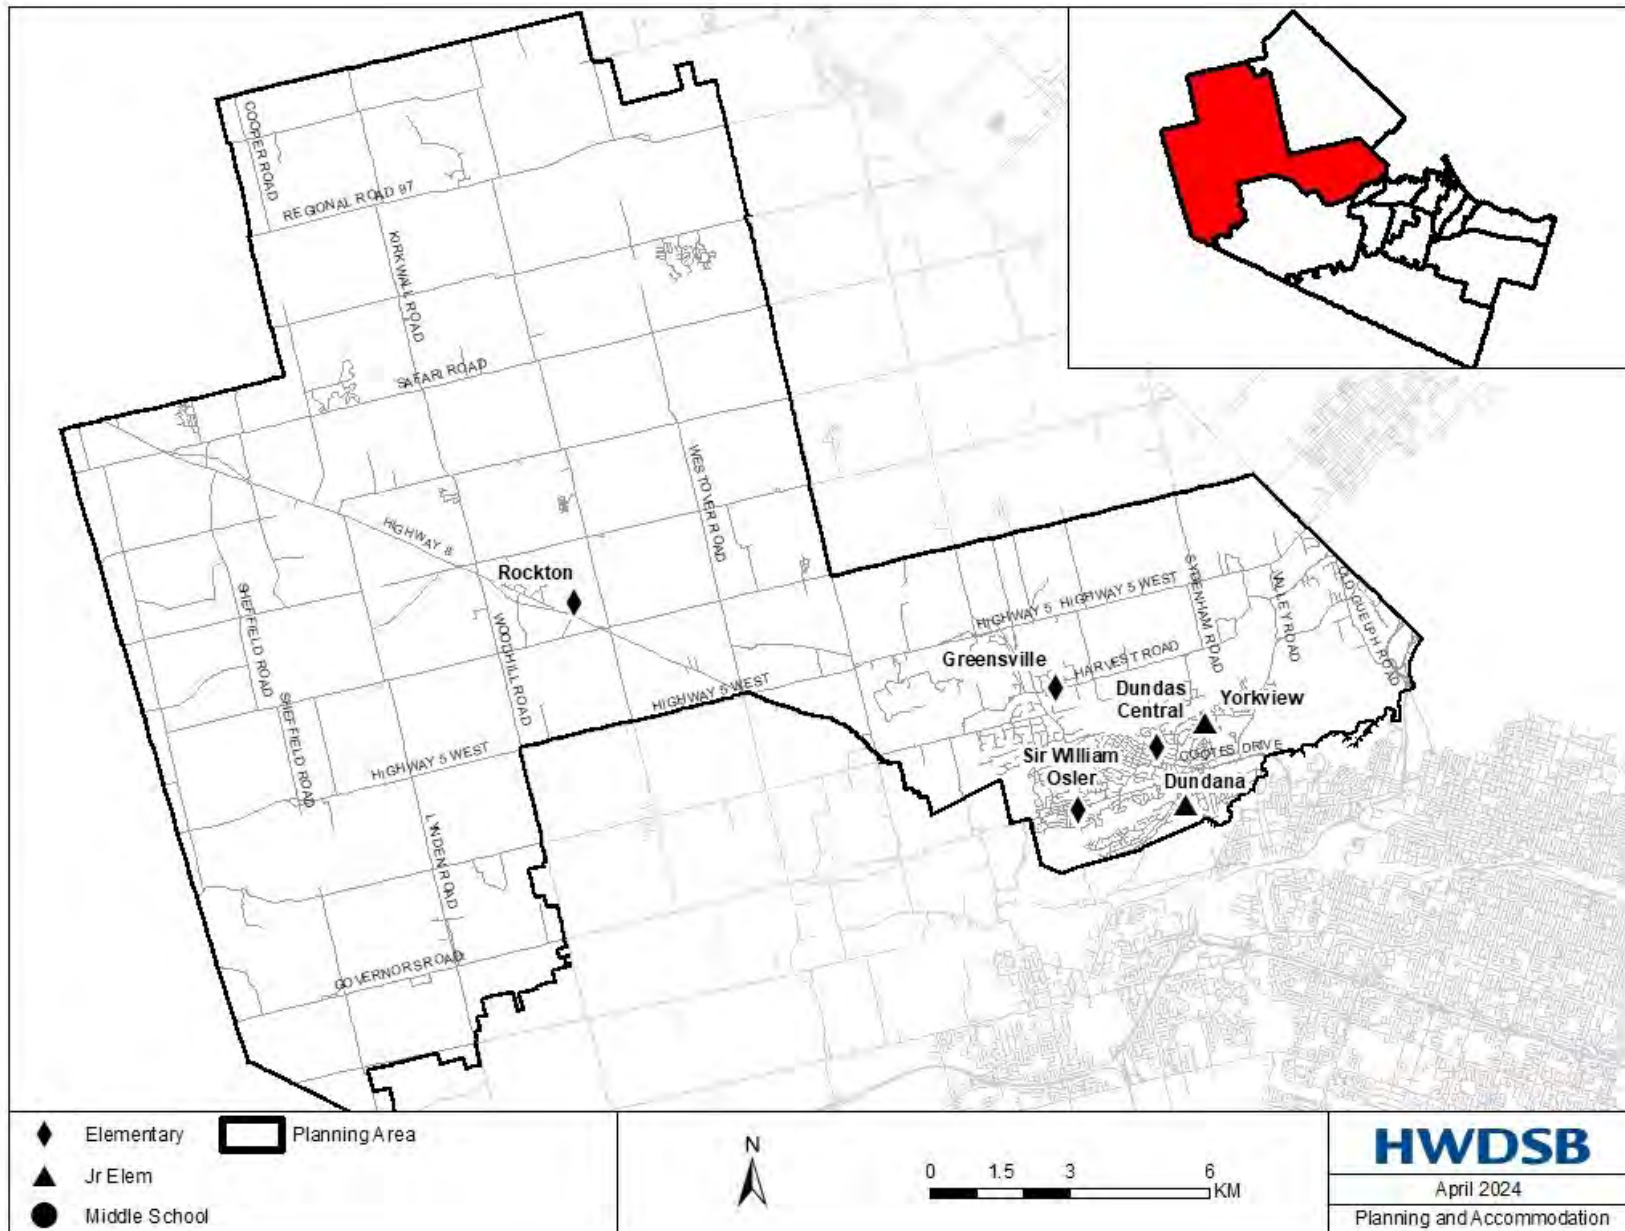 COOPER ROAD
REGIONAL ROAD 97
KIRKWALL ROAD
SAFARI ROAD
WESTOVER ROAD
HIGHWAY 8
Rockton
SHEFFIELD ROAD
SHEFFIELD ROAD
WOODHILL ROAD
HIGHWAY 5 WEST
HIGHWAY 5 WEST
LYNDEN ROAD
GOVERNORS ROAD
HIGHWAY 5
HIGHWAY 5 WEST
SYDENHAM ROAD
VALLEY ROAD
OLD GUELPH ROAD
HARVEST ROAD
Greensville
Dundas
Central
Yorkview
COOTES DRIVE
Sir William
Osler
Dundana
Elementary
Planning Area
Jr Elem
Middle School
N
0 1.5 3 6
KM
HWDSB
April 2024
Planning and Accommodation